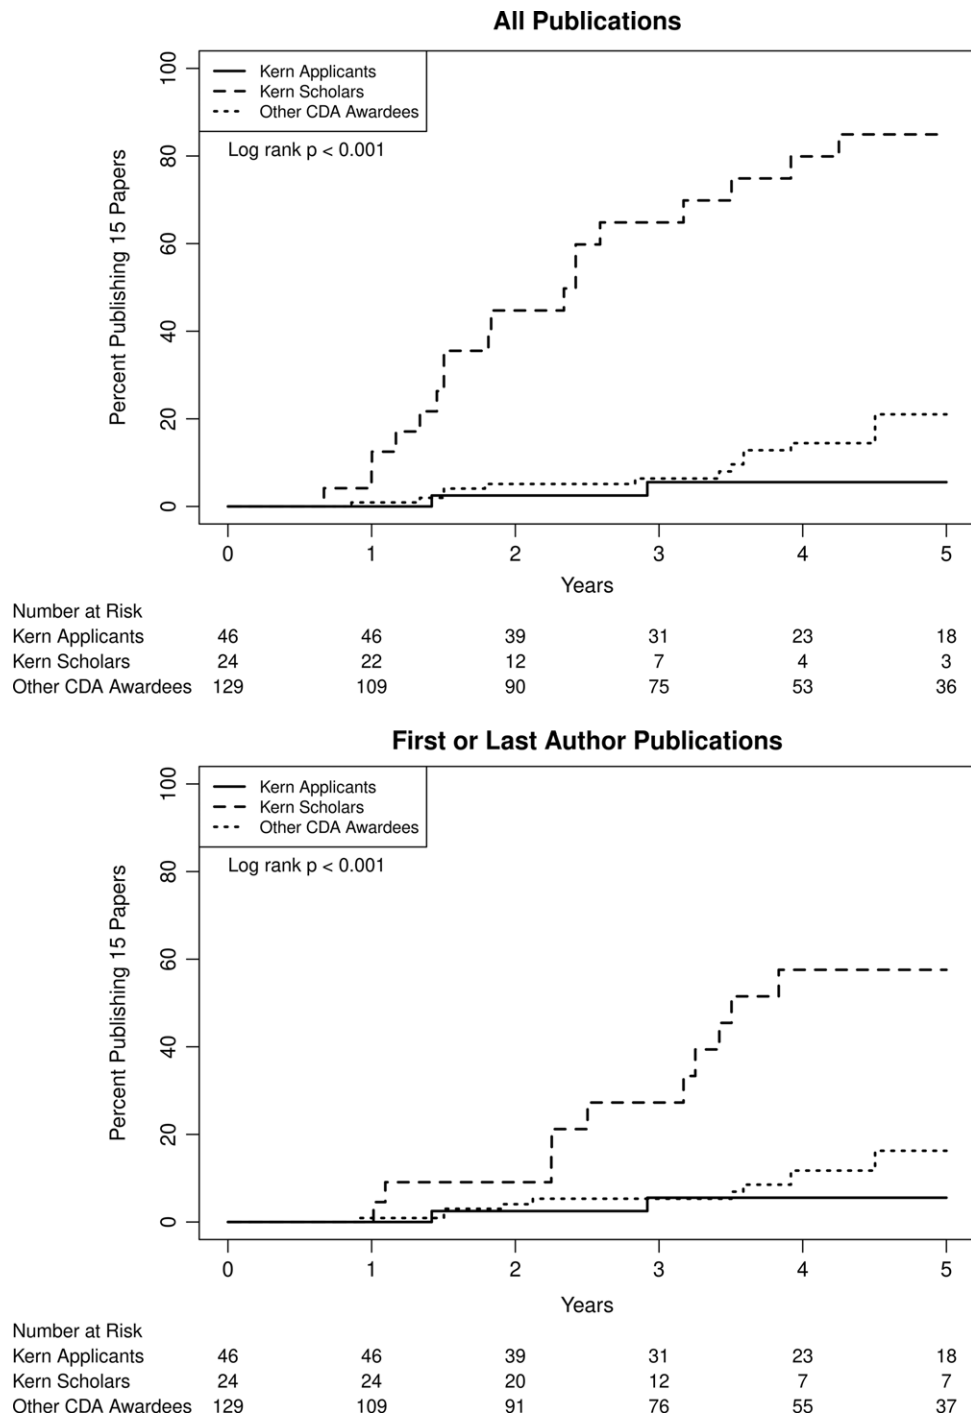 All Publications
Kern Applicants
Kern Scholars
Other CDA Awardees
Log rank p < 0.001
Percent Publishing 15 Papers
100
80
60
40
20
0
0 1 2 3 4 5
Years
Number at Risk
Kern Applicants 46 46 39 31 23 18
Kern Scholars 24 22 12 7 4 3
Other CDA Awardees 129 109 90 75 53 36
First or Last Author Publications
Kern Applicants
Kern Scholars
Other CDA Awardees
Log rank p < 0.001
Percent Publishing 15 Papers
100
80
60
40
20
0
0 1 2 3 4 5
Years
Number at Risk
Kern Applicants 46 46 39 31 23 18
Kern Scholars 24 24 20 12 7 7
Other CDA Awardees 129 109 91 76 55 37